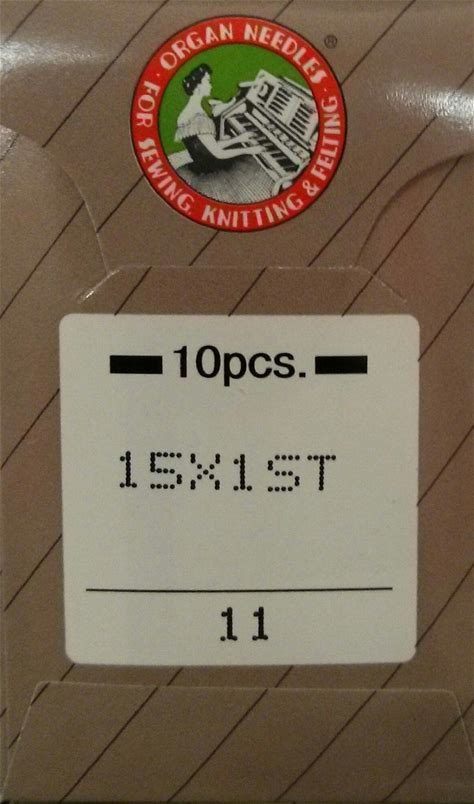 ORGAN NEEDLES
®
FOR SEWING, KNITTING & FELTING
10pcs.
15X1ST
11